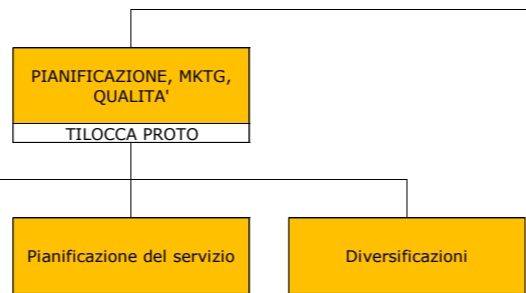 PIANIFICAZIONE, MKTG,
QUALITA'
TILOCCA PROTO
Pianificazione del servizio
Diversificazioni